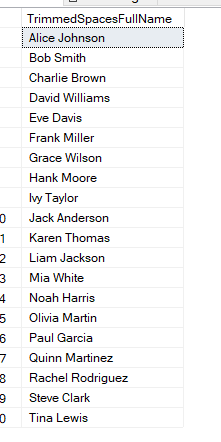 TrimmedSpacesFullName
Alice Johnson
Bob Smith
Charlie Brown
David Williams
Eve Davis
Frank Miller
Grace Wilson
Hank Moore
Ivy Taylor
0 Jack Anderson
1 Karen Thomas
2 Liam Jackson
3 Mia White
4 Noah Harris
5 Olivia Martin
6 Paul Garcia
7 Quinn Martinez
8 Rachel Rodriguez
9 Steve Clark
0 Tina Lewis